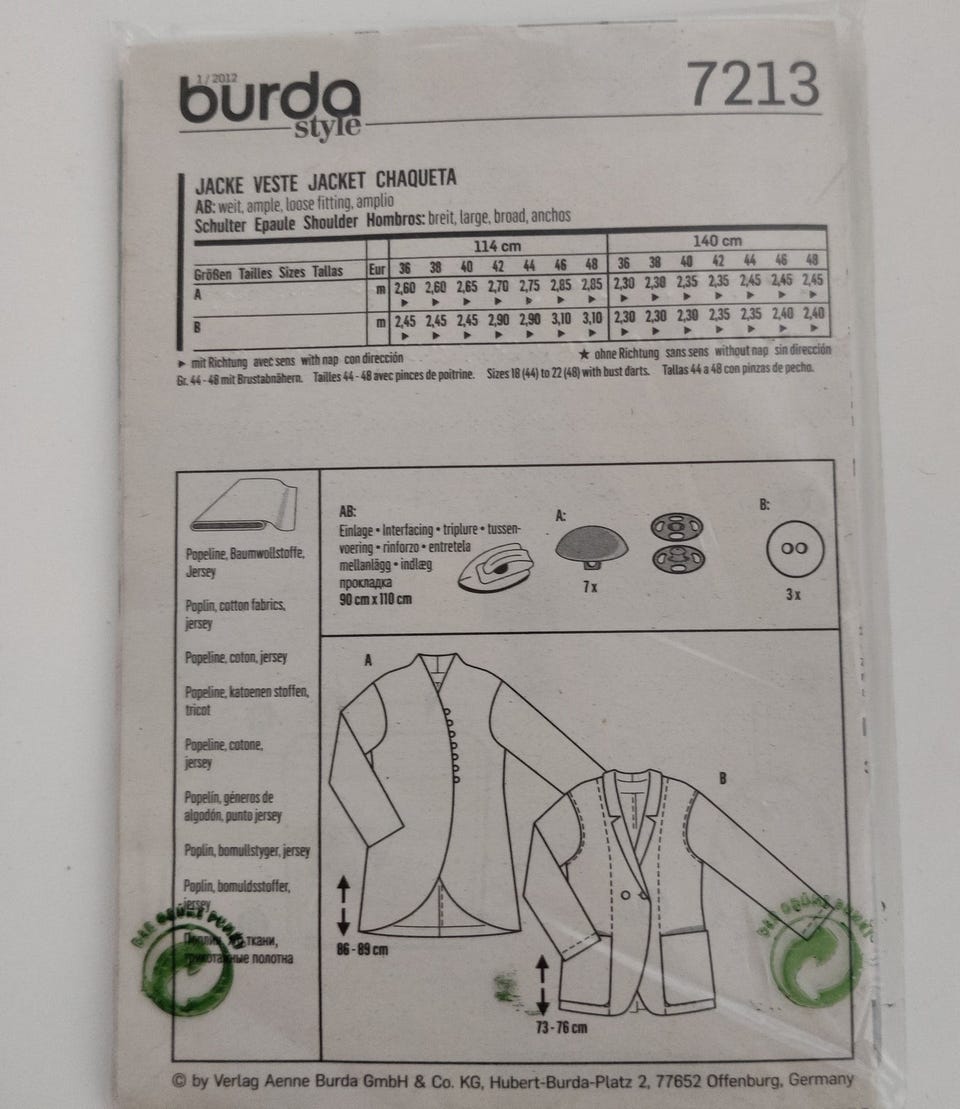 1/2012
burda
style
7213
JACKE VESTE JACKET CHAQUETA
AB: weit, ample, loose fitting, amplio
Schulter Epaule Shoulder Hombros: breit, large, broad, anchos
114 cm 140 cm
Größen Tailles Sizes Tallas Eur 36 38 40 42 44 46 48 36 38 40 42 44 46 48
A m 2,60 2,60 2,65 2,70 2,75 2,85 2,85 2,30 2,30 2,35 2,35 2,45 2,45 2,45
► ► ► ► ► ► ► ► ► ► ► ► ► ►
B m 2,45 2,45 2,45 2,90 2,90 3,10 3,10 2,30 2,30 2,30 2,35 2,35 2,40 2,40
► ► ► ► ► ► ► ► ► ► ► ► ► ►
► mit Richtung avec sens with nap con dirección ★ ohne Richtung sans sens without nap sin dirección
Gr. 44-48 mit Brustabnähern. Tailles 44-48 avec pinces de poitrine. Sizes 18 (44) to 22 (48) with bust darts. Tallas 44 a 48 con pinzas de pecho.
Popeline, Baumwollstoffe,
Jersey
Poplin, cotton fabrics,
jersey
Popeline, coton, jersey
Popeline, katoenen stoffen,
tricot
Popeline, cotone,
jersey
Popelín, géneros de
algodón, punto jersey
Poplin, bomullstyger, jersey
Poplin, bomuldsstoffer,
jersey
ткани,
полотна
AB:
Einlage • Interfacing • triplure • tussen-
voering • rinforzo • entretela
mellanlägg • indlæg
прокладка
90 cm x 110 cm
A:
7 x
B:
3 x
A
86 - 89 cm
B
73 - 76 cm
DER GRÜNE PUNKT
DER GRÜNE PUNKT
© by Verlag Aenne Burda GmbH & Co. KG, Hubert-Burda-Platz 2, 77652 Offenburg, Germany